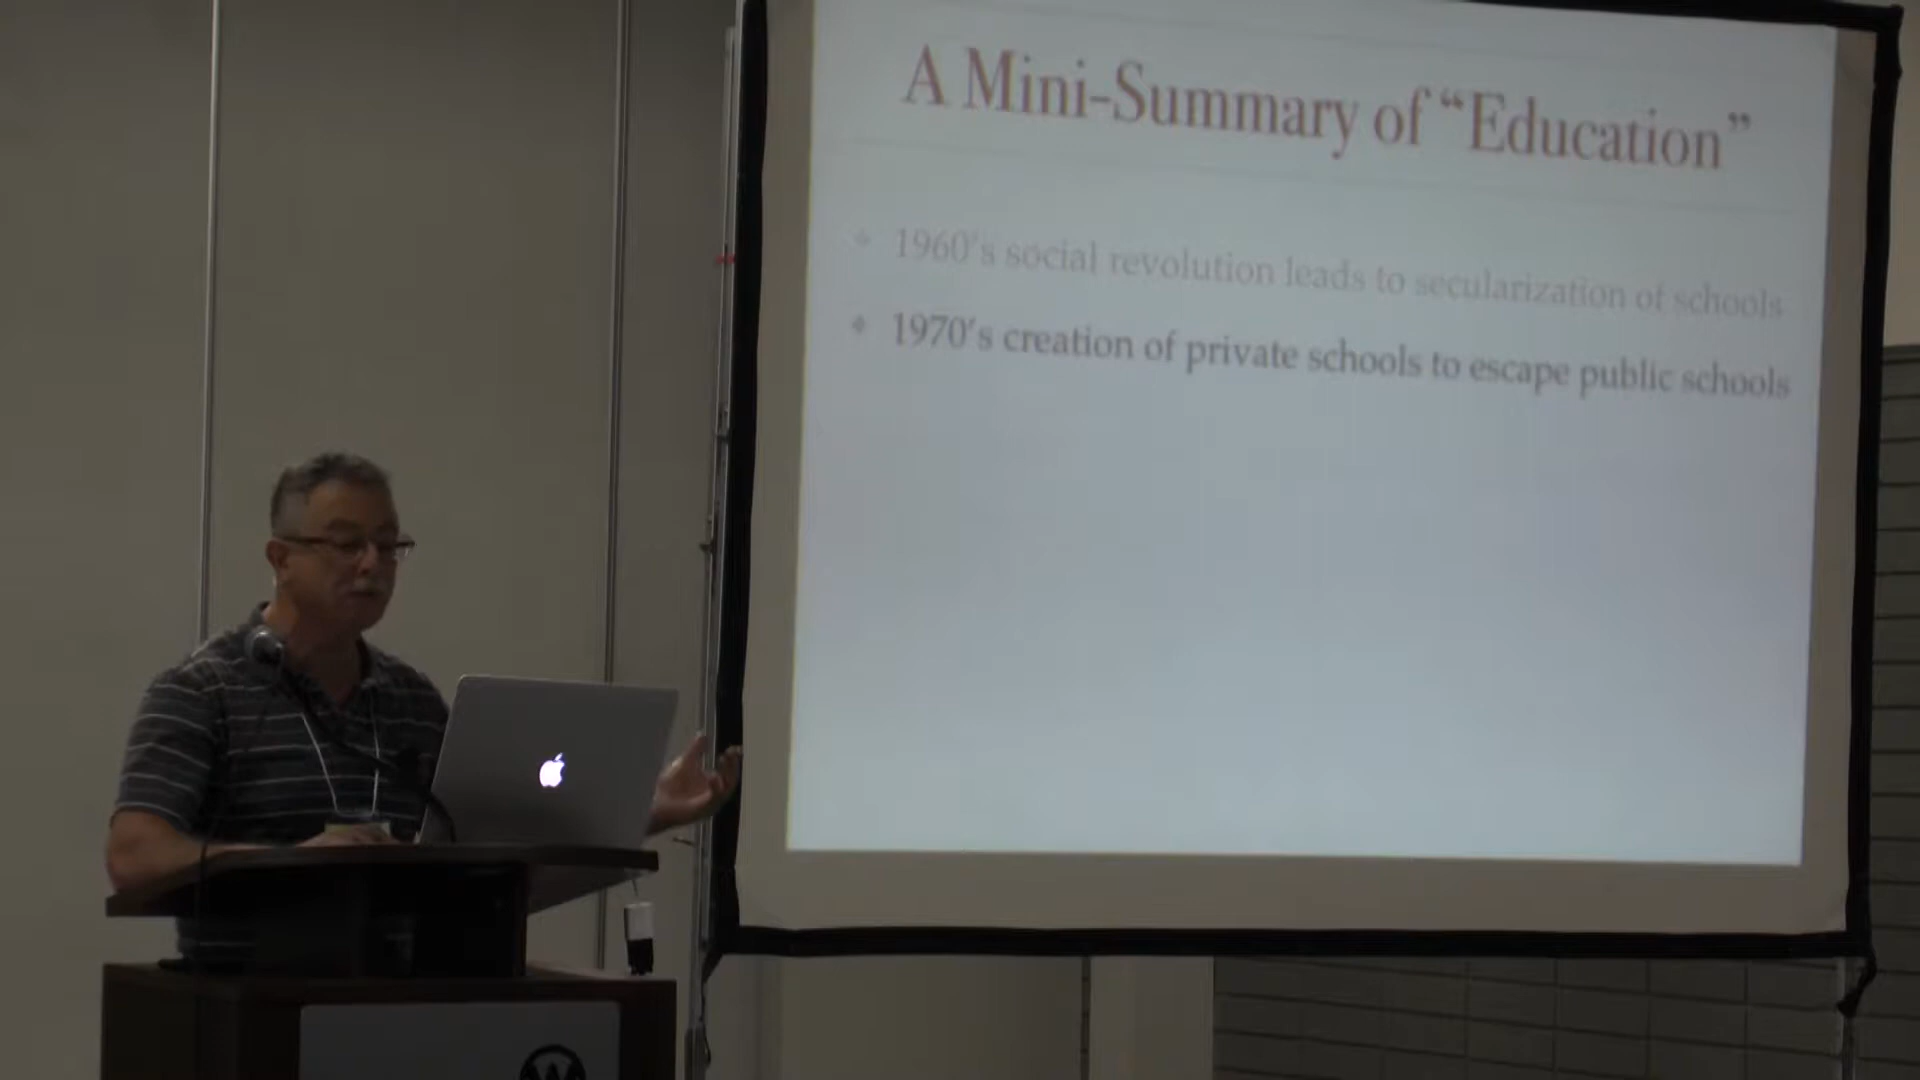 A Mini-Summary of “Education”
1960's social revolution leads to secularization of schools
1970's creation of private schools to escape public schools
W